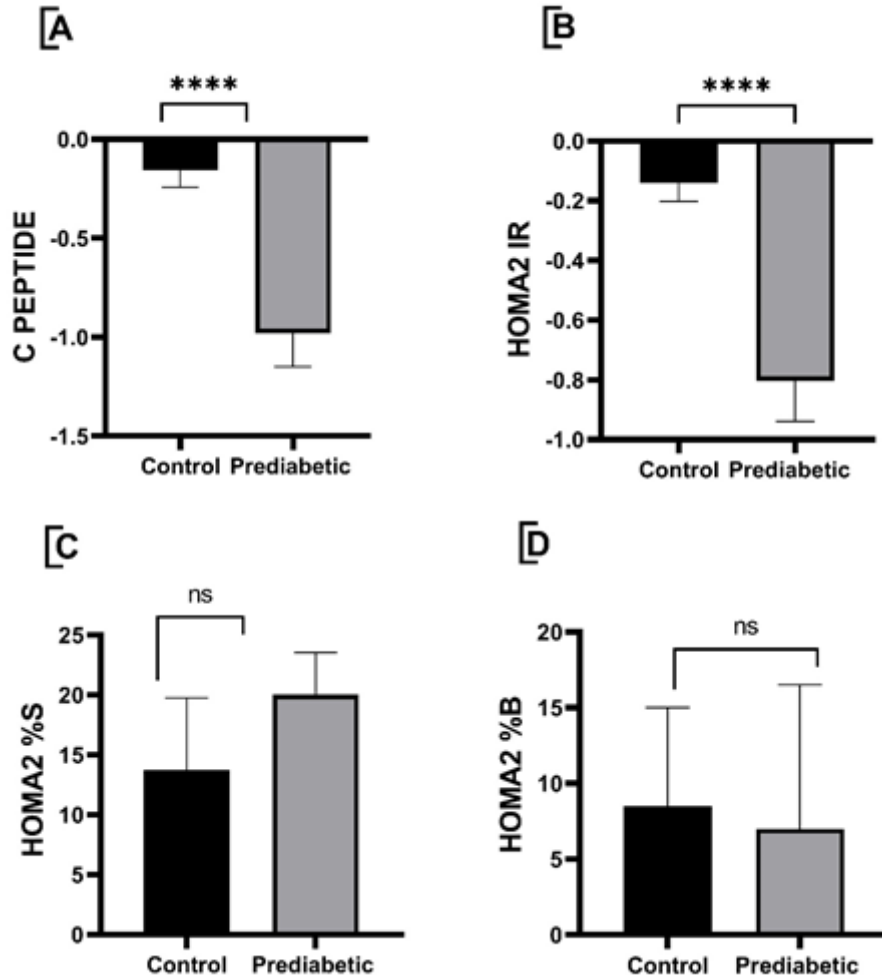 [A
****
0.0
-0.5
-1.0
-1.5
C PEPTIDE
Control Prediabetic
[B
****
0.0
-0.2
-0.4
-0.6
-0.8
-1.0
HOMA2 IR
Control Prediabetic
[C
ns
25
20
15
10
5
0
HOMA2 %S
Control Prediabetic
[D
ns
20
15
10
5
0
HOMA2 %B
Control Prediabetic